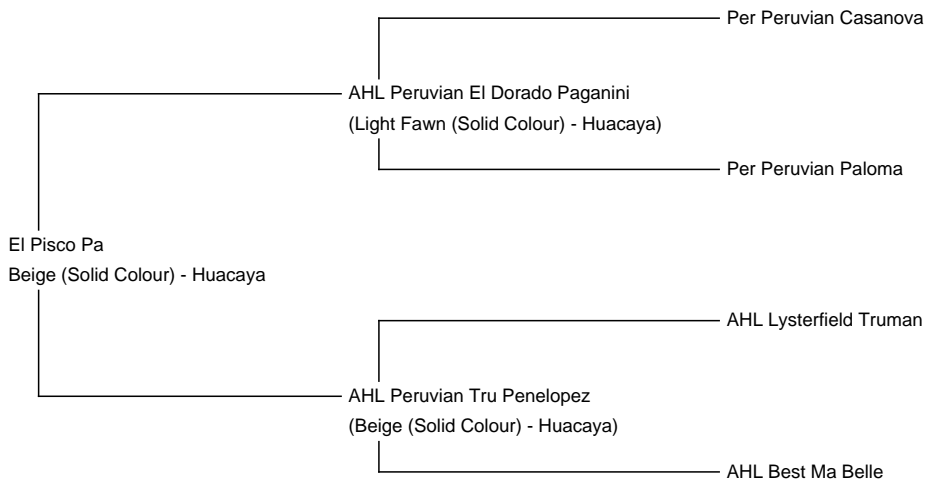 Per Peruvian Casanova
AHL Peruvian El Dorado Paganini
(Light Fawn (Solid Colour) - Huacaya)
Per Peruvian Paloma
El Pisco Pa
Beige (Solid Colour) - Huacaya
AHL Lysterfield Truman
AHL Peruvian Tru Penelopez
(Beige (Solid Colour) - Huacaya)
AHL Best Ma Belle